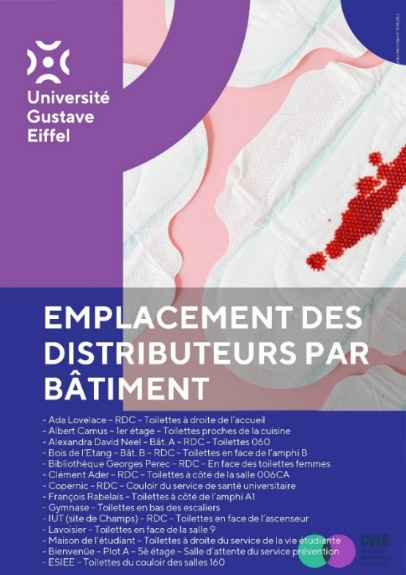 Université
Gustave
Eiffel
EMPLACEMENT DES
DISTRIBUTEURS PAR
BÂTIMENT
- Ada Lovelace – RDC - Toilettes à droite de l'accueil
- Albert Camus – 1er étage - Toilettes proches de la cuisine
- Alexandra David Neel – Bât. A – RDC - Toilettes 060
- Bois de l'Etang - Bât. B – RDC - Toilettes en face de l'amphi B
- Bibliothèque Georges Perec – RDC - En face des toilettes femmes
- Clément Ader – RDC - Toilettes à côté de la salle 006CA
- Copernic - RDC – Couloir du service de santé universitaire
- François Rabelais – Toilettes à côté de l'amphi A1
- Gymnase - Toilettes en bas des escaliers
- IUT (site de Champs) – RDC - Toilettes en face de l'ascenseur
- Lavoisier - Toilettes en face de la salle 9
- Maison de l'étudiant - Toilettes à droite du service de la vie étudiante
- Bienvenüe - Plot A – 5è étage – Salle d'attente du service prévention
- ESIEE - Toilettes du couloir des salles 160
CVEC